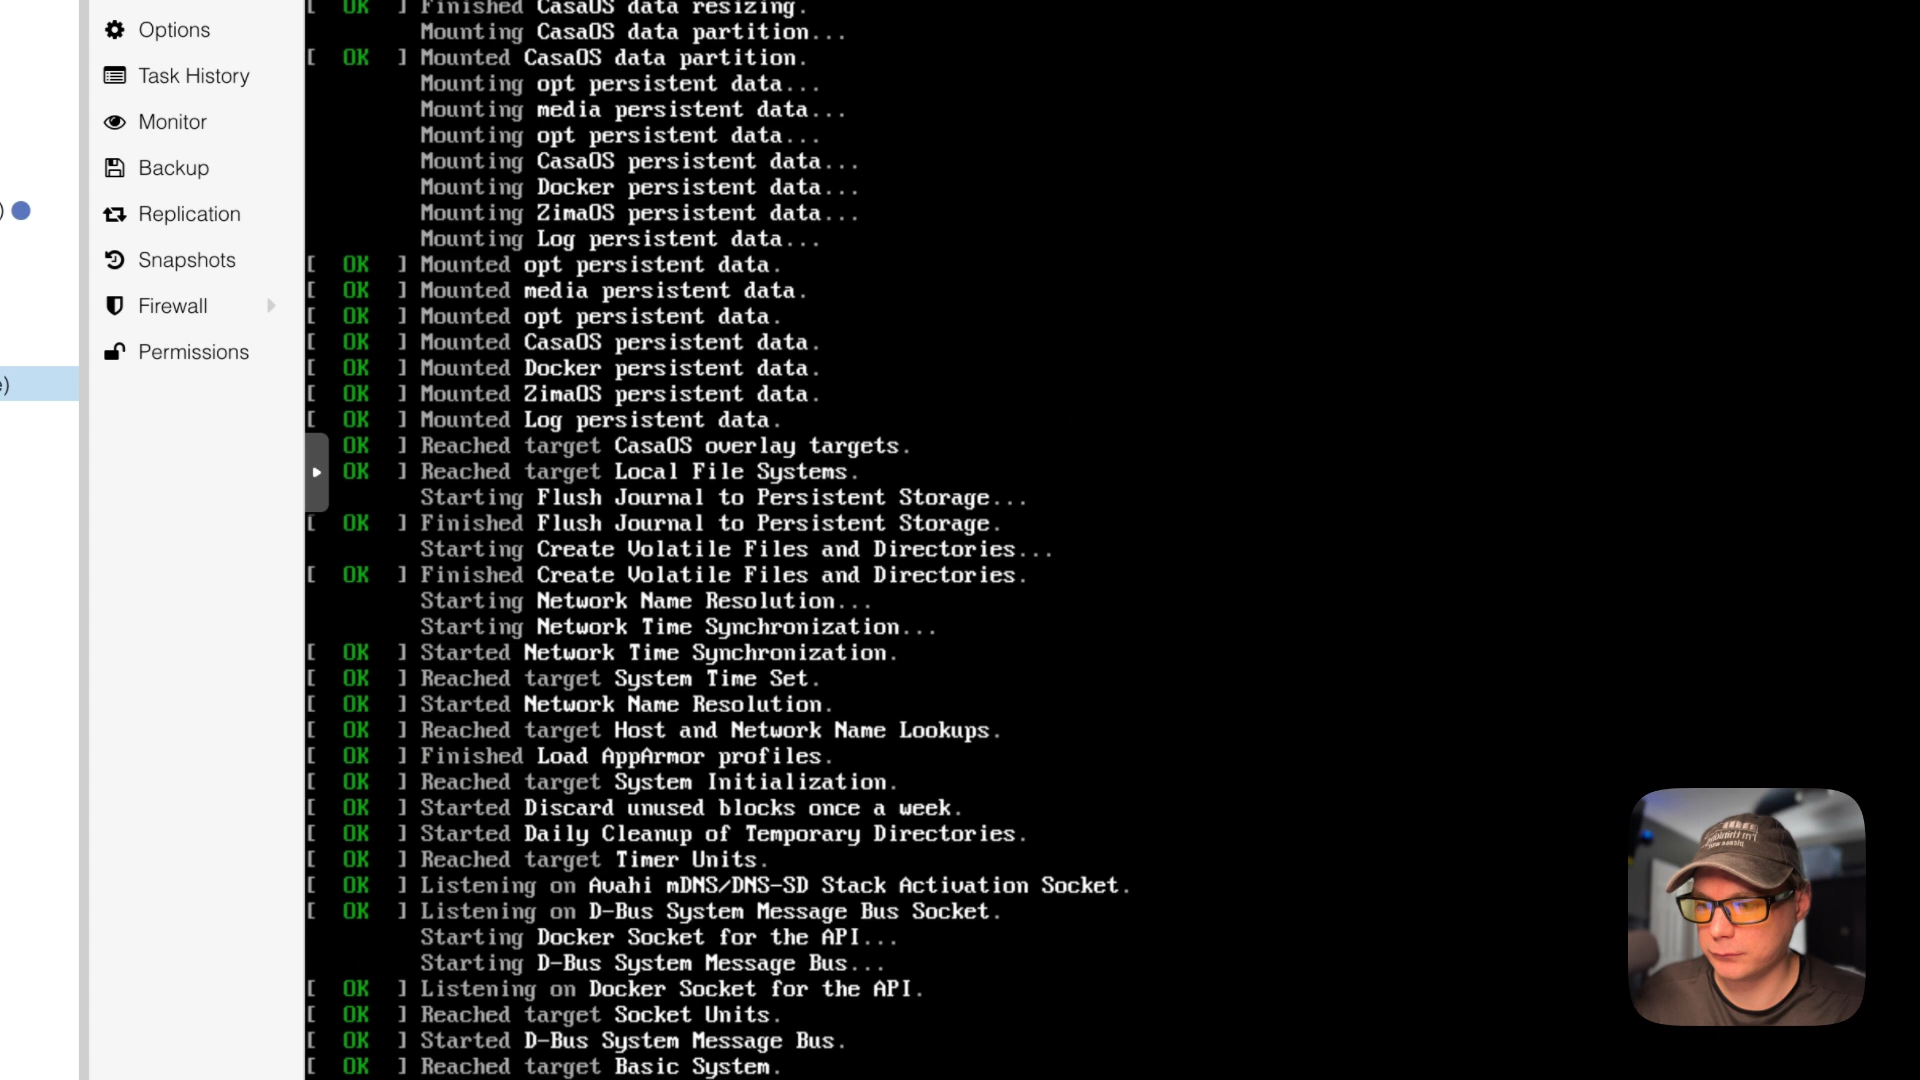 Options
Task History
Monitor
Backup
Replication
Snapshots
Firewall
Permissions
)
e)
[ OK ] Finished CasaOS data resizing.
Mounting CasaOS data partition...
[ OK ] Mounted CasaOS data partition.
Mounting opt persistent data...
Mounting media persistent data...
Mounting opt persistent data...
Mounting CasaOS persistent data...
Mounting Docker persistent data...
Mounting ZimaOS persistent data...
Mounting Log persistent data...
[ OK ] Mounted opt persistent data.
[ OK ] Mounted media persistent data.
[ OK ] Mounted opt persistent data.
[ OK ] Mounted CasaOS persistent data.
[ OK ] Mounted Docker persistent data.
[ OK ] Mounted ZimaOS persistent data.
[ OK ] Mounted Log persistent data.
OK ] Reached target CasaOS overlay targets.
OK ] Reached target Local File Systems.
Starting Flush Journal to Persistent Storage...
[ OK ] Finished Flush Journal to Persistent Storage.
Starting Create Volatile Files and Directories...
[ OK ] Finished Create Volatile Files and Directories.
Starting Network Name Resolution...
Starting Network Time Synchronization...
[ OK ] Started Network Time Synchronization.
[ OK ] Reached target System Time Set.
[ OK ] Started Network Name Resolution.
[ OK ] Reached target Host and Network Name Lookups.
[ OK ] Finished Load AppArmor profiles.
[ OK ] Reached target System Initialization.
[ OK ] Started Discard unused blocks once a week.
[ OK ] Started Daily Cleanup of Temporary Directories.
[ OK ] Reached target Timer Units.
[ OK ] Listening on Avahi mDNS/DNS-SD Stack Activation Socket.
[ OK ] Listening on D-Bus System Message Bus Socket.
Starting Docker Socket for the API...
Starting D-Bus System Message Bus...
[ OK ] Listening on Docker Socket for the API.
[ OK ] Reached target Socket Units.
[ OK ] Started D-Bus System Message Bus.
[ OK ] Reached target Basic System.